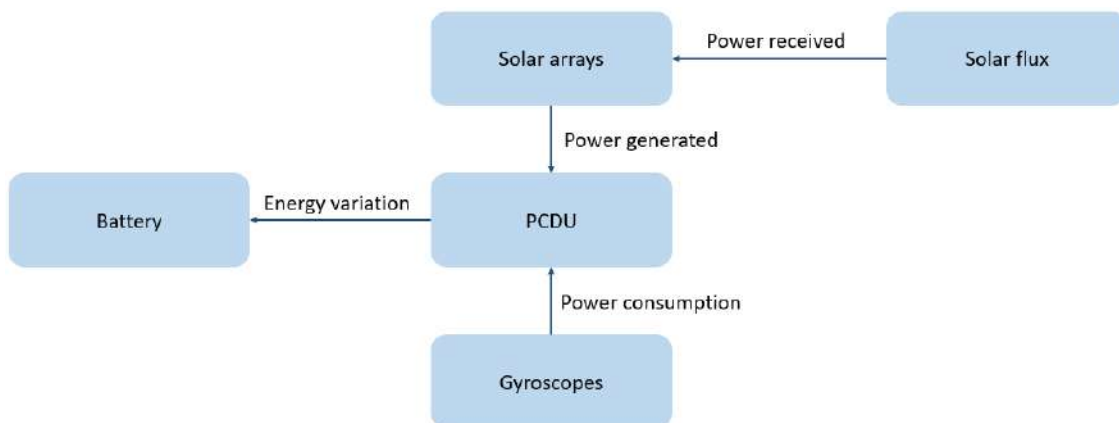 Solar arrays
Power received
Solar flux
Power generated
Battery
Energy variation
PCDU
Power consumption
Gyroscopes